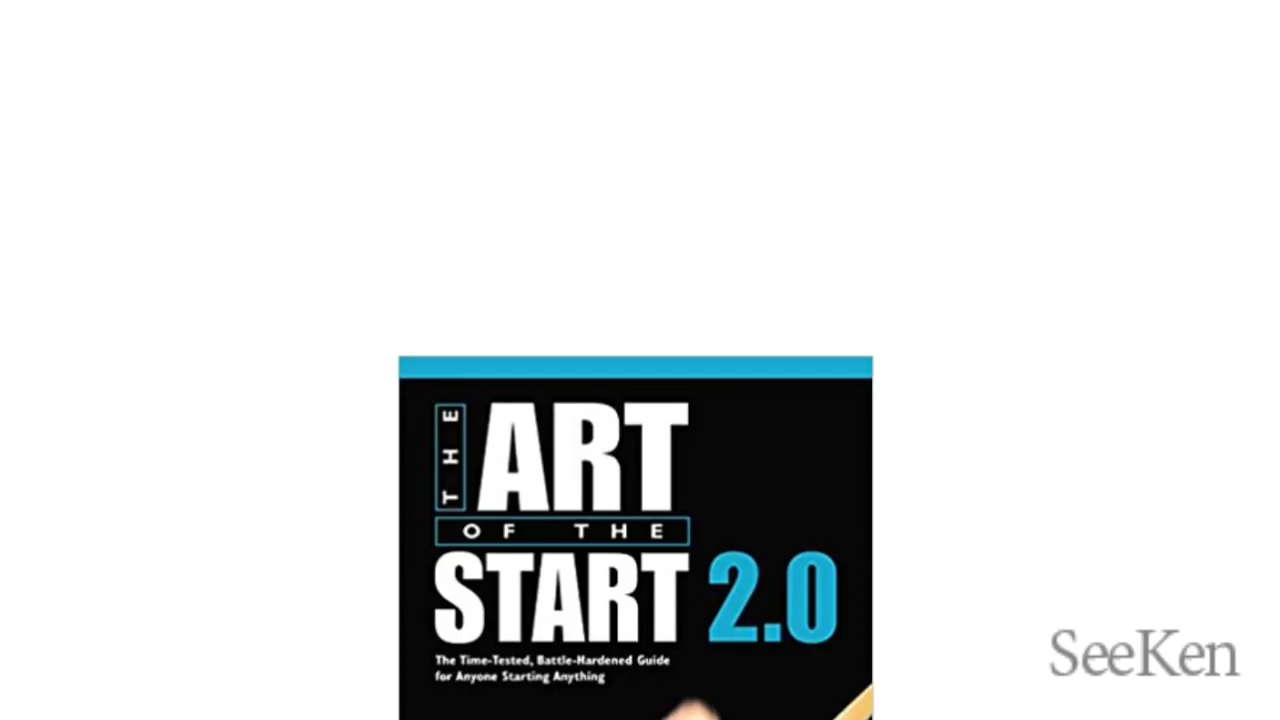 THE ART
OF THE
START 2.0
The Time-Tested, Battle-Hardened Guide
for Anyone Starting Anything
SeeKen